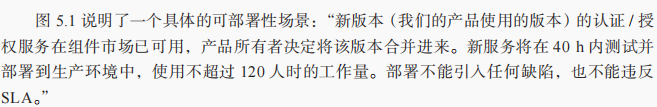 图 5.1 说明了一个具体的可部署性场景：“新版本（我们的产品使用的版本）的认证 / 授
权服务在组件市场已可用，产品所有者决定将该版本合并进来。新服务将在 40 h 内测试并
部署到生产环境中，使用不超过 120 人时的工作量。部署不能引入任何缺陷，也不能违反
SLA。”